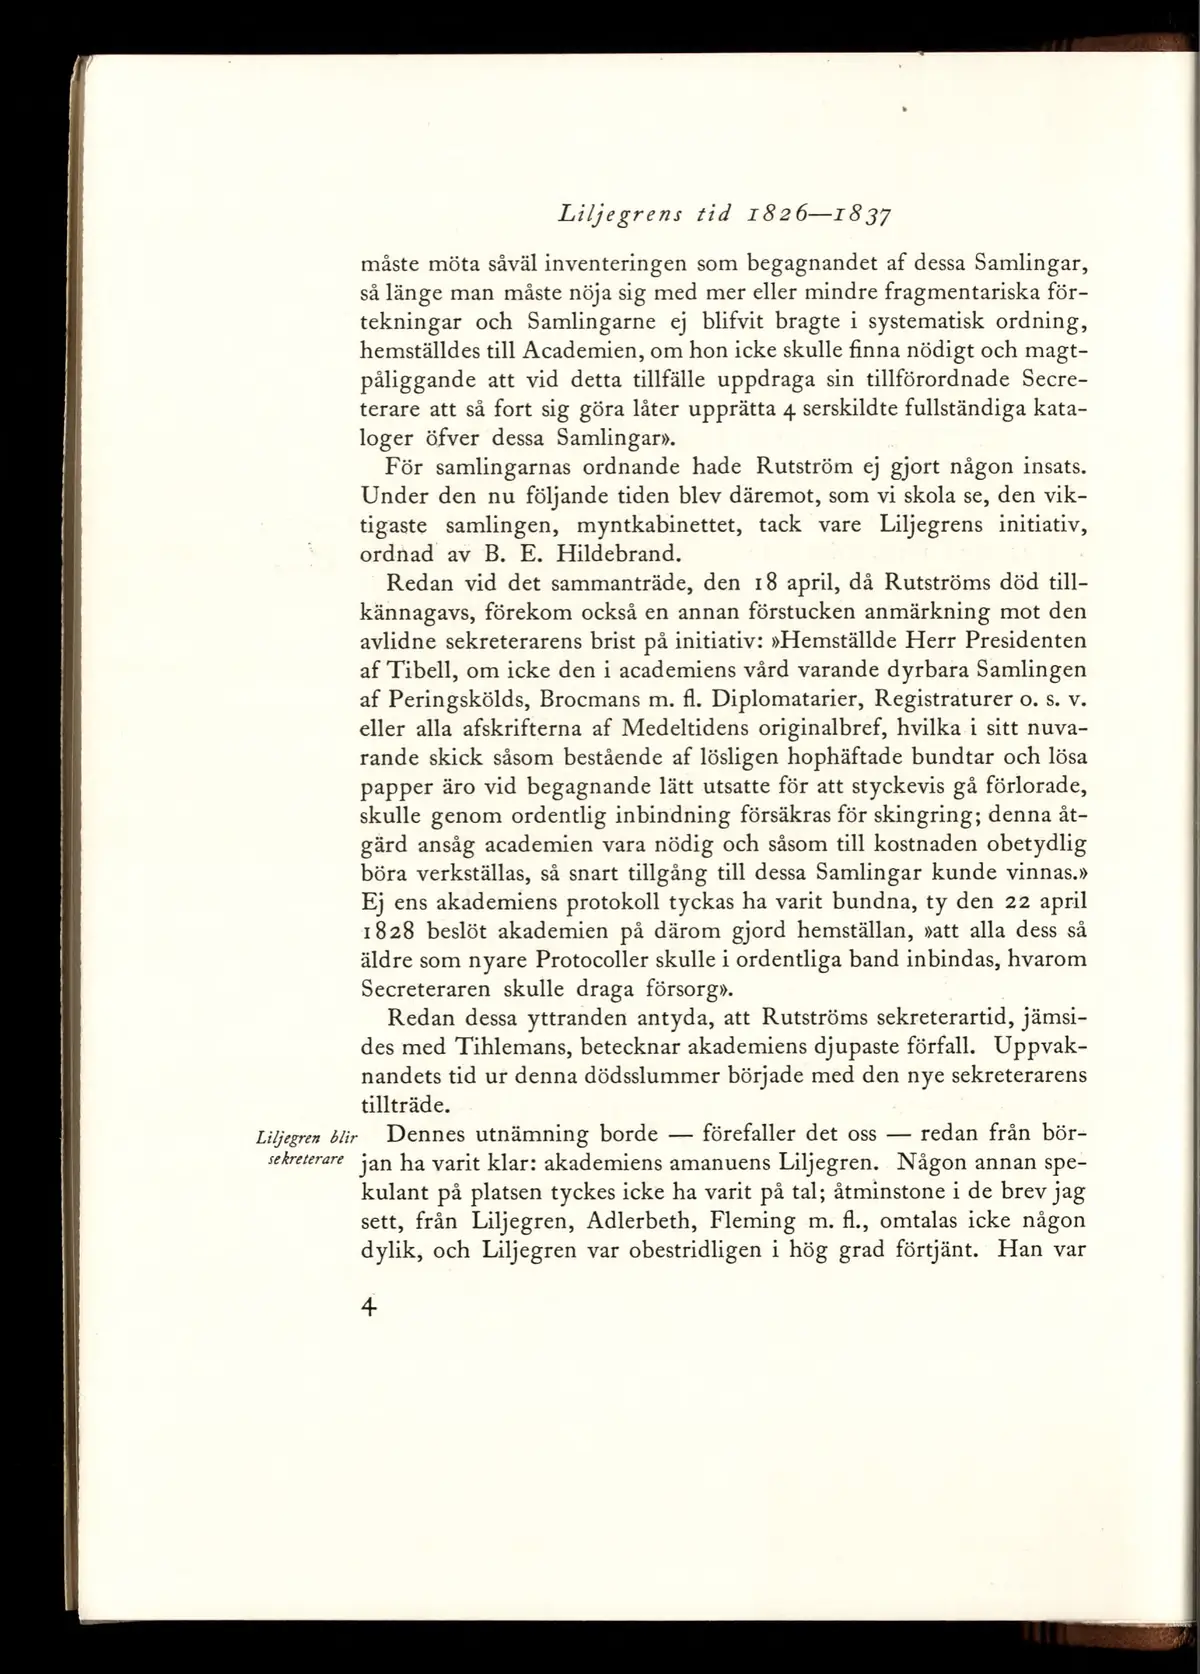 Liljegrens tid 1826—1837
måste möta såväl inventeringen som begagnandet af dessa Samlingar,
så länge man måste nöja sig med mer eller mindre fragmentariska för-
tekningar och Samlingarne ej blifvit bragte i systematisk ordning,
hemställdes till Academien, om hon icke skulle finna nödigt och magt-
påliggande att vid detta tillfälle uppdraga sin tillförordnade Secre-
terare att så fort sig göra låter upprätta 4 serskildte fullständiga kata-
loger öfver dessa Samlingar».
För samlingarnas ordnande hade Rutström ej gjort någon insats.
Under den nu följande tiden blev däremot, som vi skola se, den vik-
tigaste samlingen, myntkabinettet, tack vare Liljegrens initiativ,
ordnad av B. E. Hildebrand.
Redan vid det sammanträde, den 18 april, då Rutströms död till-
kännagavs, förekom också en annan förstucken anmärkning mot den
avlidne sekreterarens brist på initiativ: »Hemställde Herr Presidenten
af Tibell, om icke den i academiens vård varande dyrbara Samlingen
af Peringskölds, Brocmans m. fl. Diplomatarier, Registraturer o. s. v.
eller alla afskrifterna af Medeltidens originalbref, hvilka i sitt nuva-
rande skick såsom bestående af lösligen hophäftade bundtar och lösa
papper äro vid begagnande lätt utsatte för att styckevis gå förlorade,
skulle genom ordentlig inbindning försäkras för skingring; denna åt-
gärd ansåg academien vara nödig och såsom till kostnaden obetydlig
böra verkställas, så snart tillgång till dessa Samlingar kunde vinnas.»
Ej ens akademiens protokoll tyckas ha varit bundna, ty den 22 april
1828 beslöt akademien på därom gjord hemställan, »att alla dess så
äldre som nyare Protocoller skulle i ordentliga band inbindas, hvarom
Secreteraren skulle draga försorg».
Redan dessa yttranden antyda, att Rutströms sekreterartid, jämsi-
des med Tihlemans, betecknar akademiens djupaste förfall. Uppvak-
nandets tid ur denna dödsslummer började med den nye sekreterarens
tillträde.
Liljegren blir
sekreterare
Dennes utnämning borde — förefaller det oss — redan från bör-
jan ha varit klar: akademiens amanuens Liljegren. Någon annan spe-
kulant på platsen tyckes icke ha varit på tal; åtminstone i de brev jag
sett, från Liljegren, Adlerbeth, Fleming m. fl., omtalas icke någon
dylik, och Liljegren var obestridligen i hög grad förtjänt. Han var
4